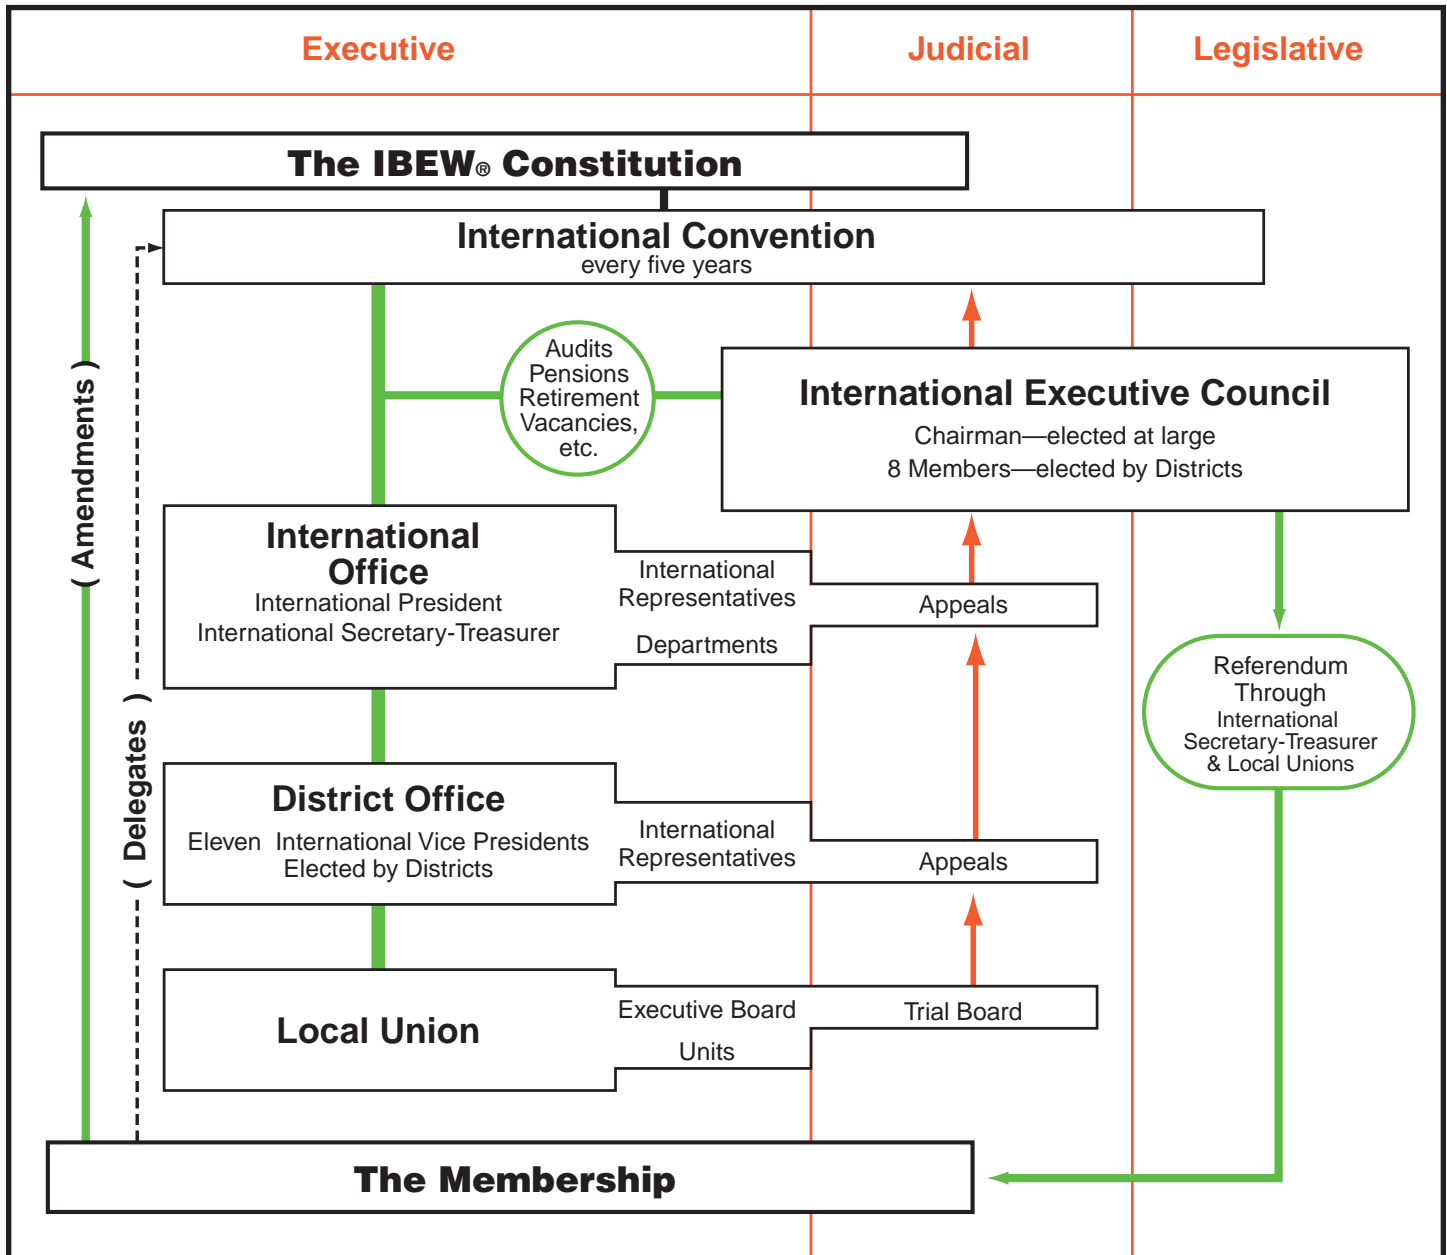 Executive
Judicial
Legislative
The IBEW® Constitution
International Convention
every five years
Audits
Pensions
Retirement
Vacancies,
etc.
International Executive Council
Chairman—elected at large
8 Members—elected by Districts
( Amendments )
( Delegates )
International
Office
International President
International Secretary-Treasurer
International
Representatives
Departments
Appeals
Referendum
Through
International
Secretary-Treasurer
& Local Unions
District Office
Eleven International Vice Presidents
Elected by Districts
International
Representatives
Appeals
Local Union
Executive Board
Units
Trial Board
The Membership